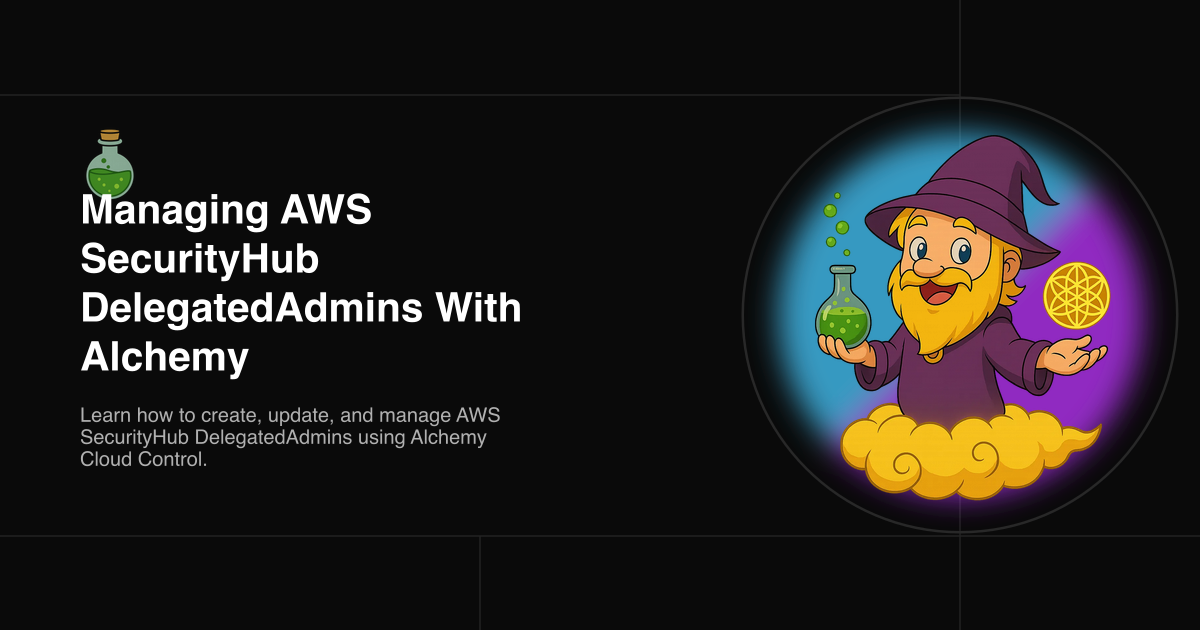 Managing AWS
SecurityHub
DelegatedAdmins With
Alchemy
Learn how to create, update, and manage AWS
SecurityHub DelegatedAdmins using Alchemy
Cloud Control.